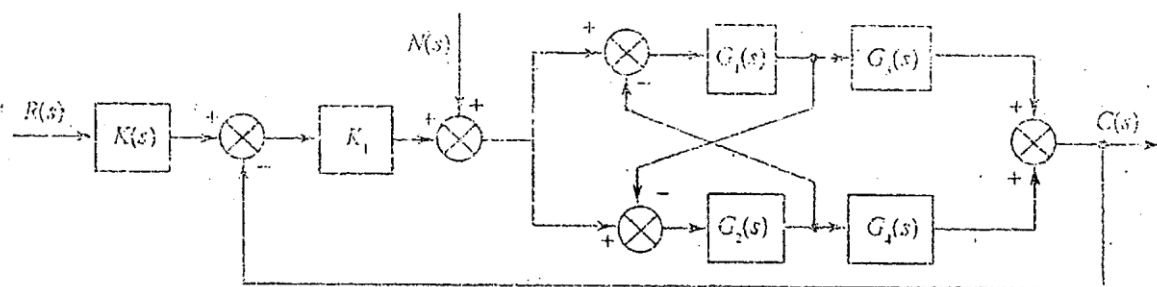 N(s)
R(s)
K(s)
K₁
G₁(s)
G₃(s)
G₂(s)
G₄(s)
C(s)
+
−
+
+
+
−
−
+
+
+